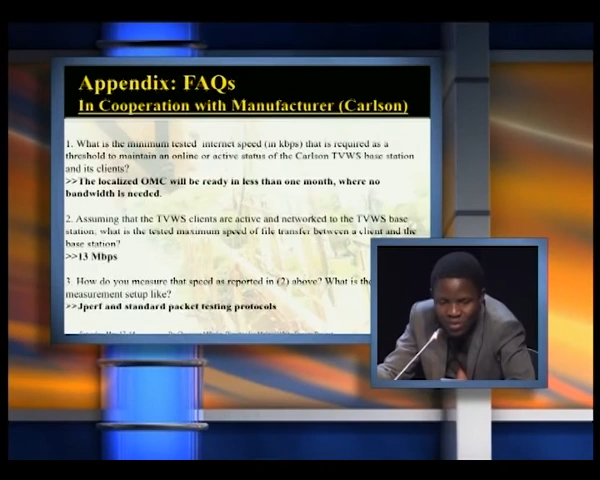 Appendix: FAQs
In Cooperation with Manufacturer (Carlson)
1. What is the minimum tested internet speed (in kbps) that is required as a
threshold to maintain an online or active status of the Carlson TVWS base station
and its clients?
>>The localized OMC will be ready in less than one month, where no
bandwidth is needed.
2. Assuming that the TVWS clients are active and networked to the TVWS base
station, what is the tested maximum speed of file transfer between a client and the
base station?
>>13 Mbps
3. How do you measure that speed as reported in (2) above? What is the
measurement setup like?
>>Jperf and standard packet testing protocols